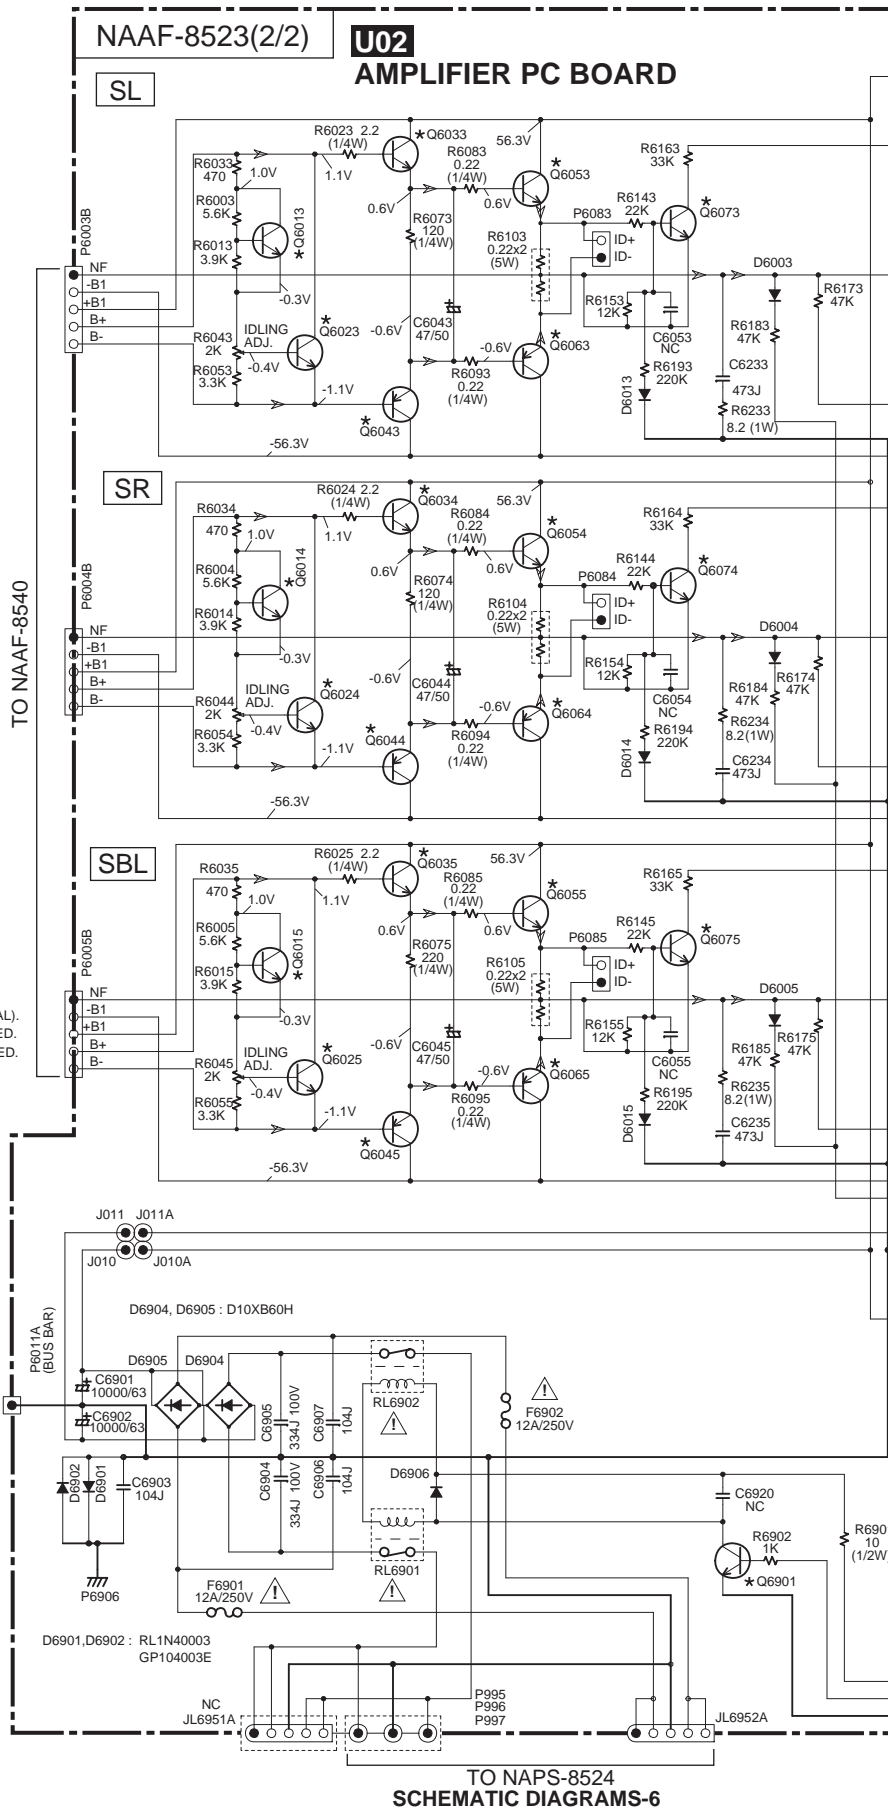 NAAF-8523(2/2)
U02
AMPLIFIER PC BOARD
SL
R6023 2.2
(1/4W)
*Q6033
R6083
0.22
(1/4W)
56.3V
*
Q6053
R6163
33K
R6033
470
1.0V
1.1V
R6003
5.6K
0.6V
0.6V
R6143
22K
*
Q6073
P6003B
*Q6013
R6073
120
(1/4W)
P6083
R6013
3.9K
R6103
0.22x2
(5W)
ID+
ID-
NF
-B1
+B1
B+
B-
D6003
R6173
47K
-0.3V
R6153
12K
*
Q6023
-0.6V
C6043
47/50
-0.6V
*
Q6063
C6053
NC
R6183
47K
R6043
2K
IDLING
ADJ.
-0.4V
R6053
3.3K
R6093
0.22
(1/4W)
R6193
220K
C6233
473J
D6013
-1.1V
*
Q6043
R6233
8.2 (1W)
-56.3V
SR
R6024 2.2
(1/4W)
*
Q6034
R6084
0.22
(1/4W)
56.3V
*
Q6054
R6164
33K
R6034
470
1.0V
1.1V
R6004
5.6K
0.6V
0.6V
R6144
22K
*
Q6074
P6004B
*
Q6014
R6074
120
(1/4W)
P6084
R6014
3.9K
R6104
0.22x2
(5W)
ID+
ID-
NF
-B1
+B1
B+
B-
D6004
-0.3V
R6154
12K
R6174
47K
*
Q6024
-0.6V
C6044
47/50
-0.6V
*
Q6064
C6054
NC
R6184
47K
R6044
2K
IDLING
ADJ.
-0.4V
R6054
3.3K
R6094
0.22
(1/4W)
R6194
220K
R6234
8.2(1W)
D6014
-1.1V
*
Q6044
C6234
473J
-56.3V
TO NAAF-8540
SBL
R6025 2.2
(1/4W)
*
Q6035
R6085
0.22
(1/4W)
56.3V
*
Q6055
R6165
33K
R6035
470
1.0V
1.1V
R6005
5.6K
0.6V
0.6V
R6145
22K
*
Q6075
P6005B
*Q6015
R6075
220
(1/4W)
P6085
R6015
3.9K
R6105
0.22x2
(5W)
ID+
ID-
NF
-B1
+B1
B+
B-
D6005
AL).
ED.
ED.
-0.3V
R6155
12K
R6175
47K
*
Q6025
-0.6V
C6045
47/50
-0.6V
*
Q6065
C6055
NC
R6185
47K
R6045
2K
IDLING
ADJ.
-0.4V
R6055
3.3K
R6095
0.22
(1/4W)
R6195
220K
R6235
8.2(1W)
D6015
-1.1V
*
Q6045
C6235
473J
-56.3V
J011 J011A
J010 J010A
P6011A
(BUS BAR)
D6904, D6905 : D10XB60H
D6905 D6904
C6901
10000/63
C6902
10000/63
C6905
334J 100V
C6907
104J
RL6902
F6902
12A/250V
D6902
D6901
C6903
104J
C6904
334J 100V
C6906
104J
D6906
C6920
NC
R690
10
(1/2W)
R6902
1K
*Q6901
RL6901
P6906
F6901
12A/250V
D6901,D6902 : RL1N40003
GP104003E
NC
JL6951A
P995
P996
P997
JL6952A
TO NAPS-8524
SCHEMATIC DIAGRAMS-6